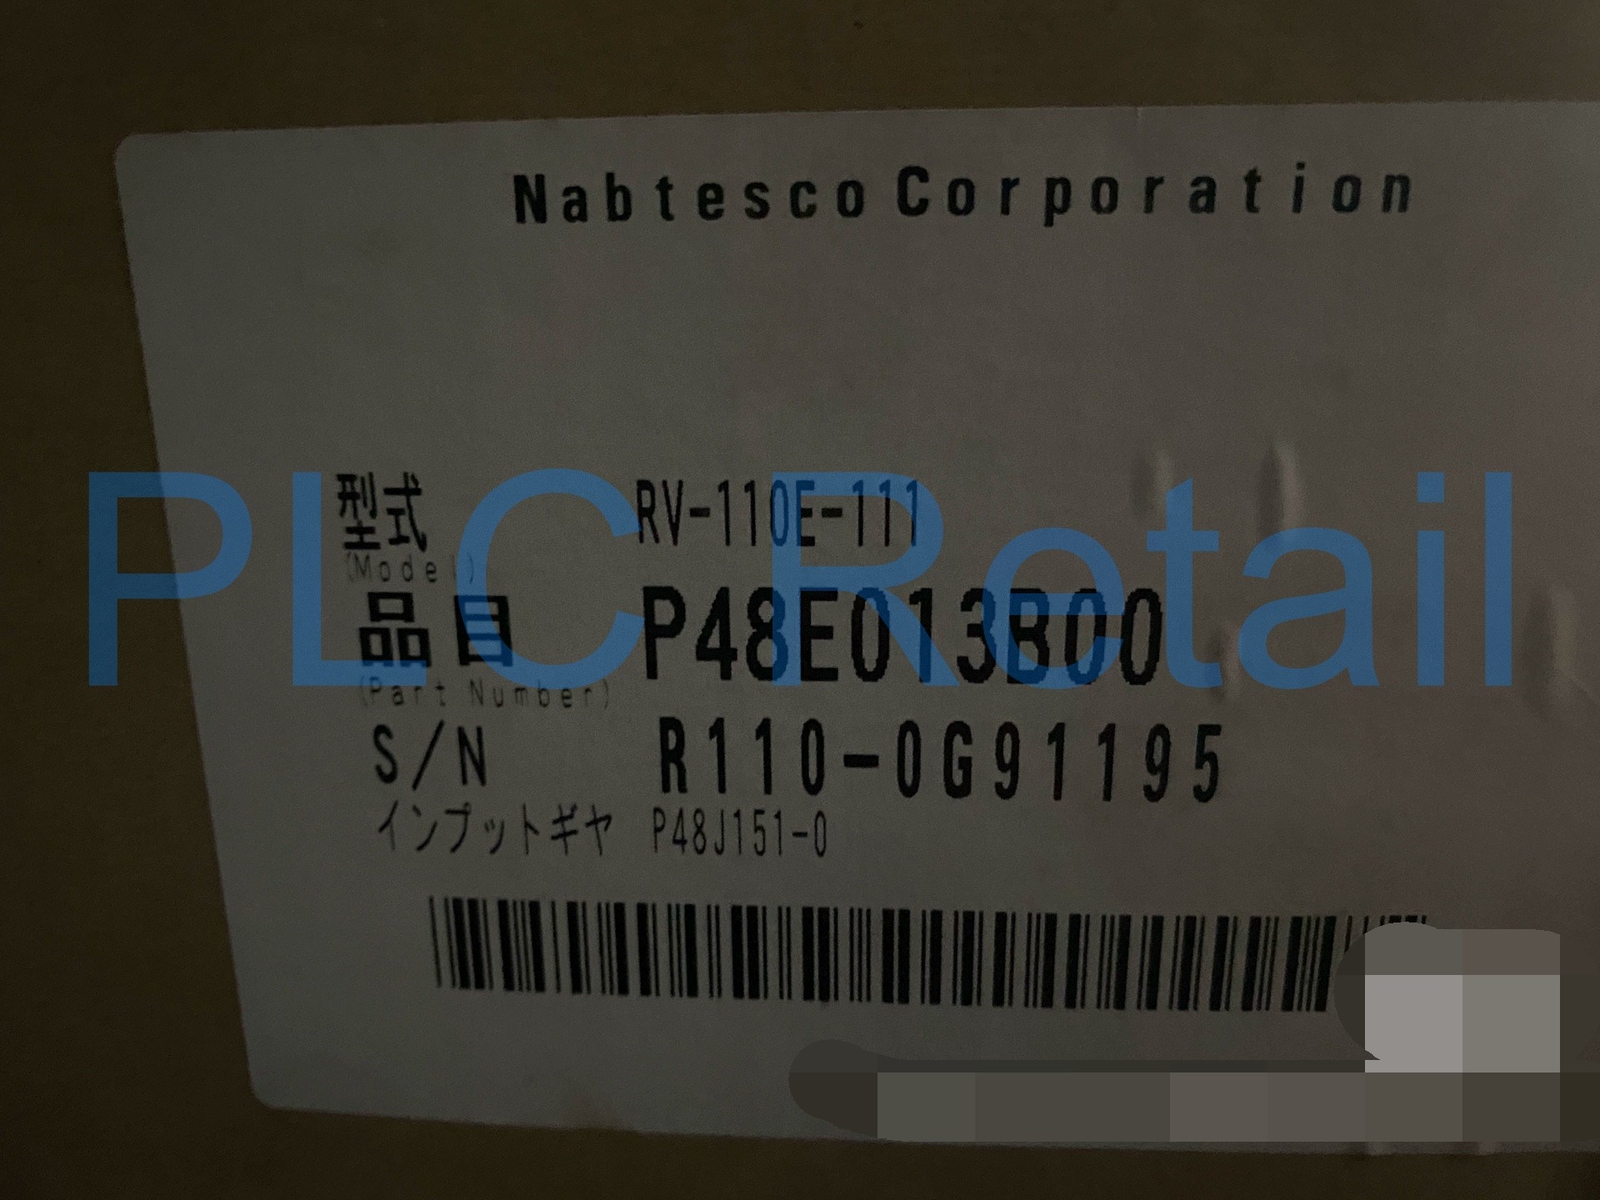 Nabtesco Corporation
型式 RV-110E-111
(Model)
品目 P48E013B00
(Part Number)
S/N R110-0G91195
インプットギヤ P48J151-0
PLC Retail